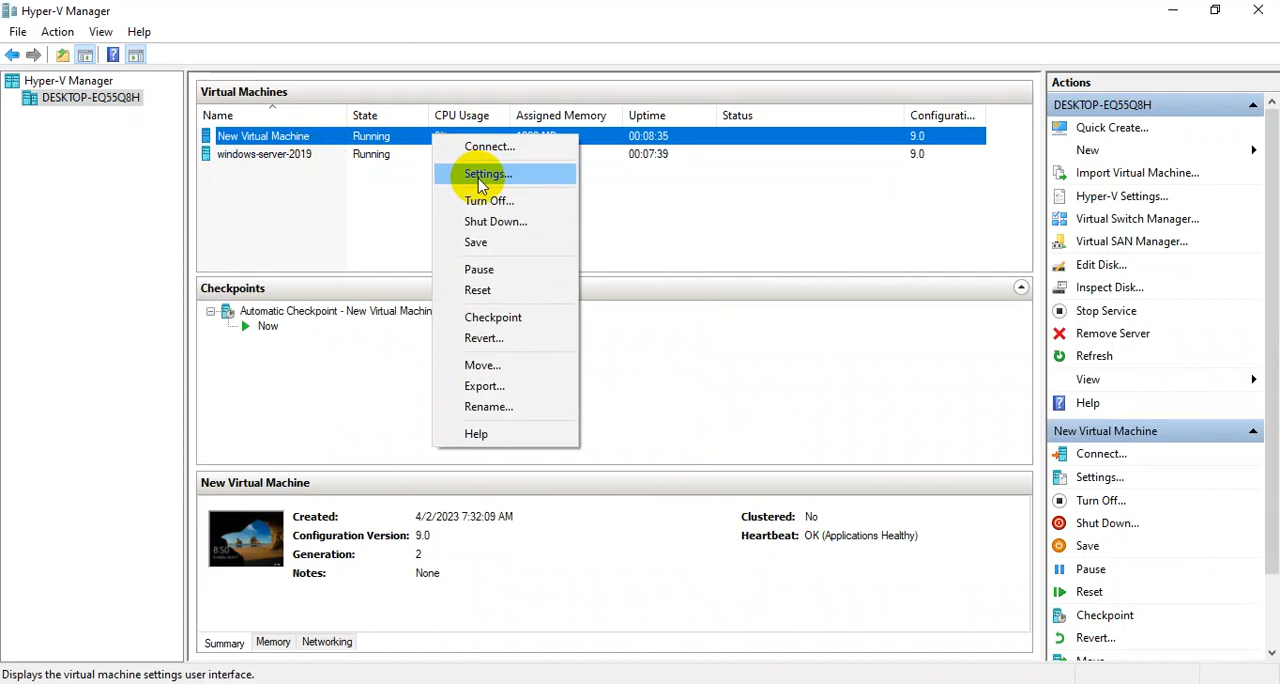 Hyper-V Manager
File Action View Help
Hyper-V Manager
DESKTOP-EQ55Q8H
Virtual Machines
Name State CPU Usage Assigned Memory Uptime Status Configurati...
New Virtual Machine Running 00:08:35 9.0
windows-server-2019 Running 00:07:39 9.0
Connect...
Settings...
Turn Off...
Shut Down...
Save
Pause
Reset
Checkpoint
Revert...
Move...
Export...
Rename...
Help
Checkpoints
Automatic Checkpoint - New Virtual Machin
Now
New Virtual Machine
Created: 4/2/2023 7:32:09 AM Clustered: No
Configuration Version: 9.0 Heartbeat: OK (Applications Healthy)
Generation: 2
Notes: None
8:50
Summary Memory Networking
Actions
DESKTOP-EQ55Q8H
Quick Create...
New
Import Virtual Machine...
Hyper-V Settings...
Virtual Switch Manager...
Virtual SAN Manager...
Edit Disk...
Inspect Disk...
Stop Service
Remove Server
Refresh
View
Help
New Virtual Machine
Connect...
Settings...
Turn Off...
Shut Down...
Save
Pause
Reset
Checkpoint
Revert...
Displays the virtual machine settings user interface.